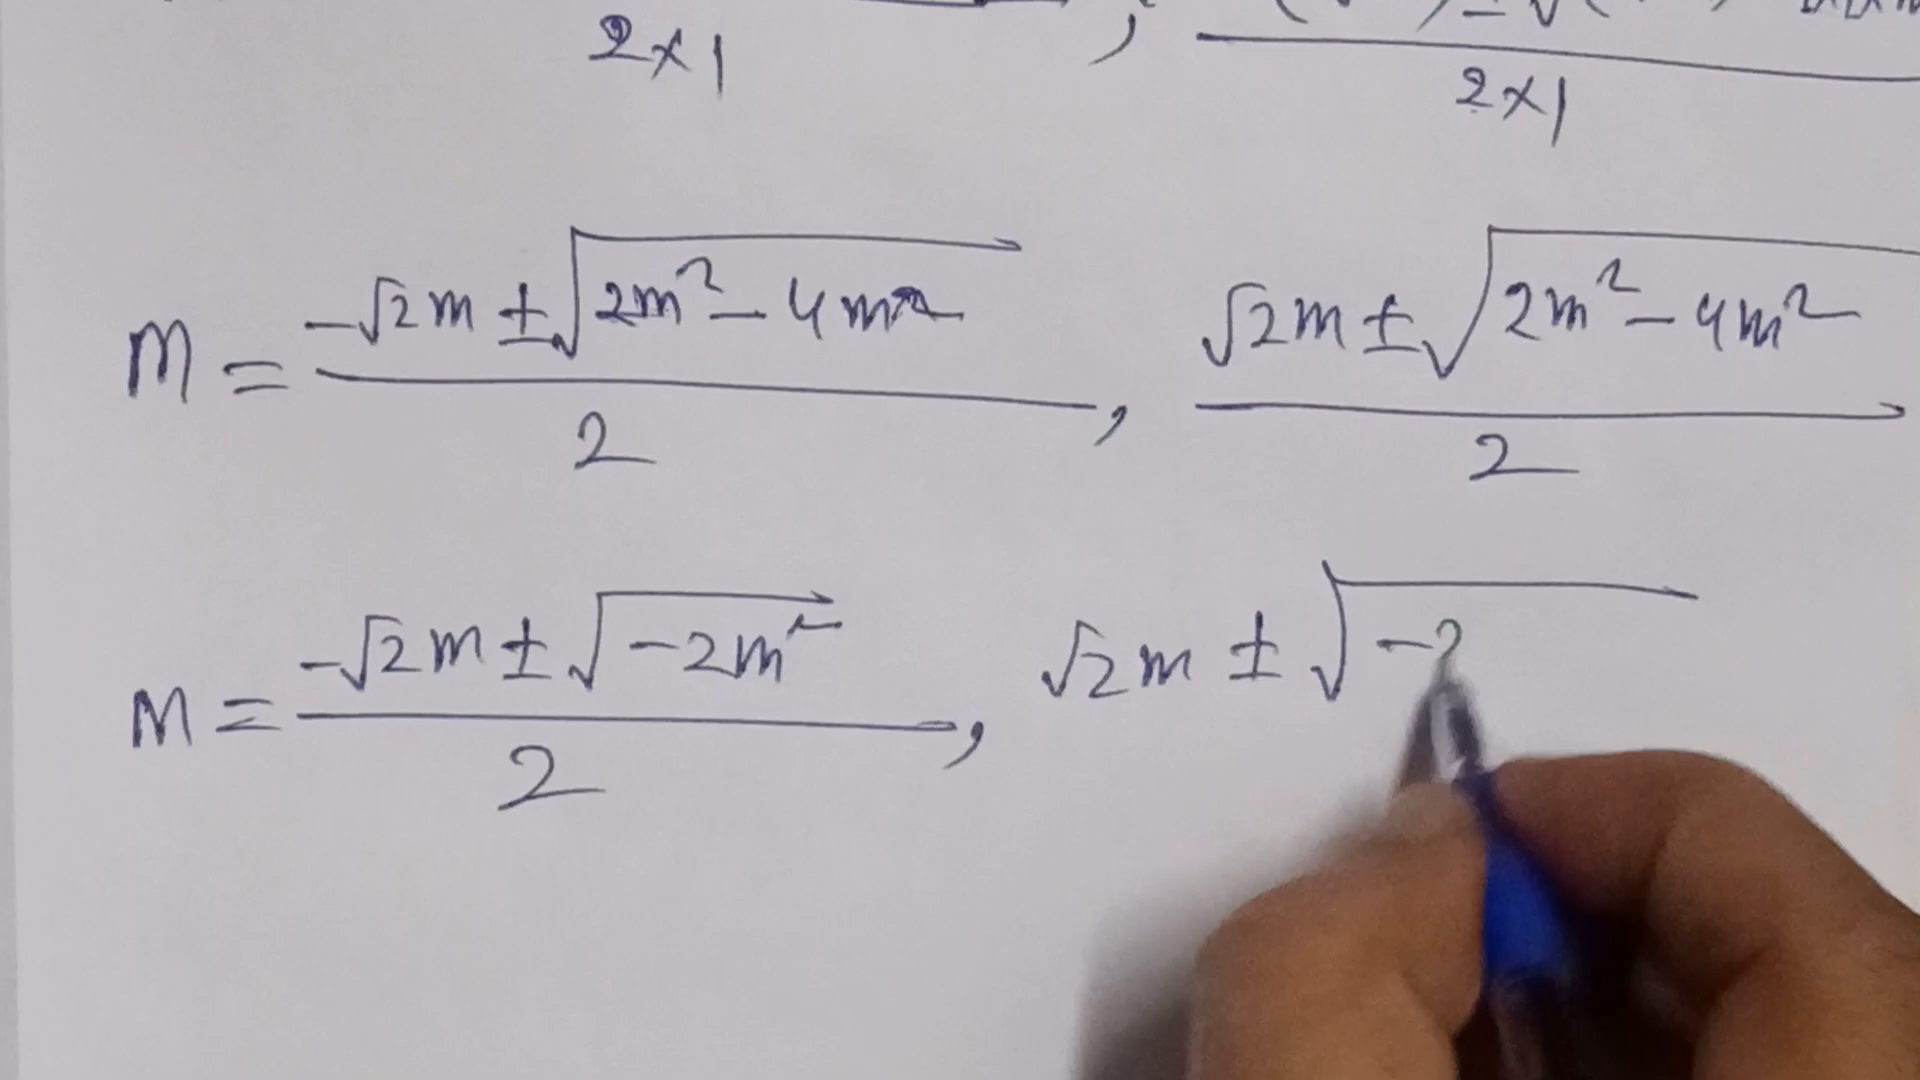 2×1 , 2×1
m = (-√2m ± √(2m² - 4m²))/2 , (√2m ± √(2m² - 4m²))/2
m = (-√2m ± √(-2m²))/2 , √2m ± √(-2